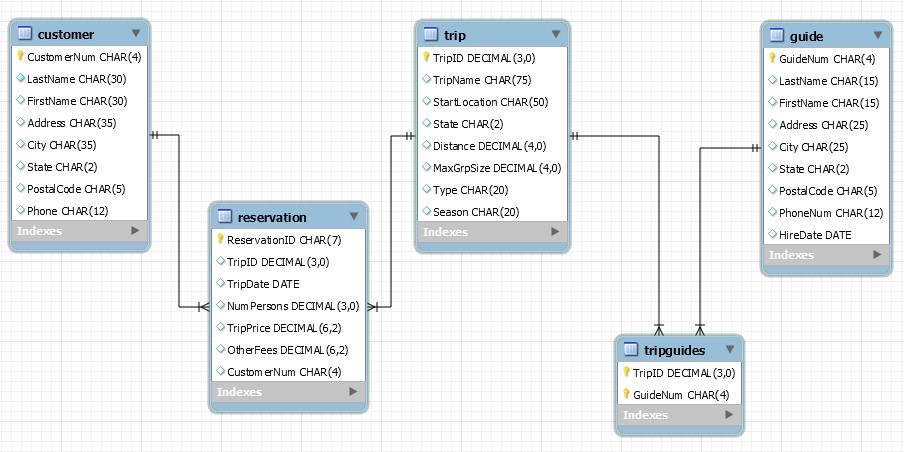 customer
CustomerNum CHAR(4)
LastName CHAR(30)
FirstName CHAR(30)
Address CHAR(35)
City CHAR(35)
State CHAR(2)
PostalCode CHAR(5)
Phone CHAR(12)
Indexes
reservation
ReservationID CHAR(7)
TripID DECIMAL(3,0)
TripDate DATE
NumPersons DECIMAL(3,0)
TripPrice DECIMAL(6,2)
OtherFees DECIMAL(6,2)
CustomerNum CHAR(4)
Indexes
trip
TripID DECIMAL(3,0)
TripName CHAR(75)
StartLocation CHAR(50)
State CHAR(2)
Distance DECIMAL(4,0)
MaxGrpSize DECIMAL(4,0)
Type CHAR(20)
Season CHAR(20)
Indexes
guide
GuideNum CHAR(4)
LastName CHAR(15)
FirstName CHAR(15)
Address CHAR(25)
City CHAR(25)
State CHAR(2)
PostalCode CHAR(5)
PhoneNum CHAR(12)
HireDate DATE
Indexes
tripguides
TripID DECIMAL(3,0)
GuideNum CHAR(4)
Indexes